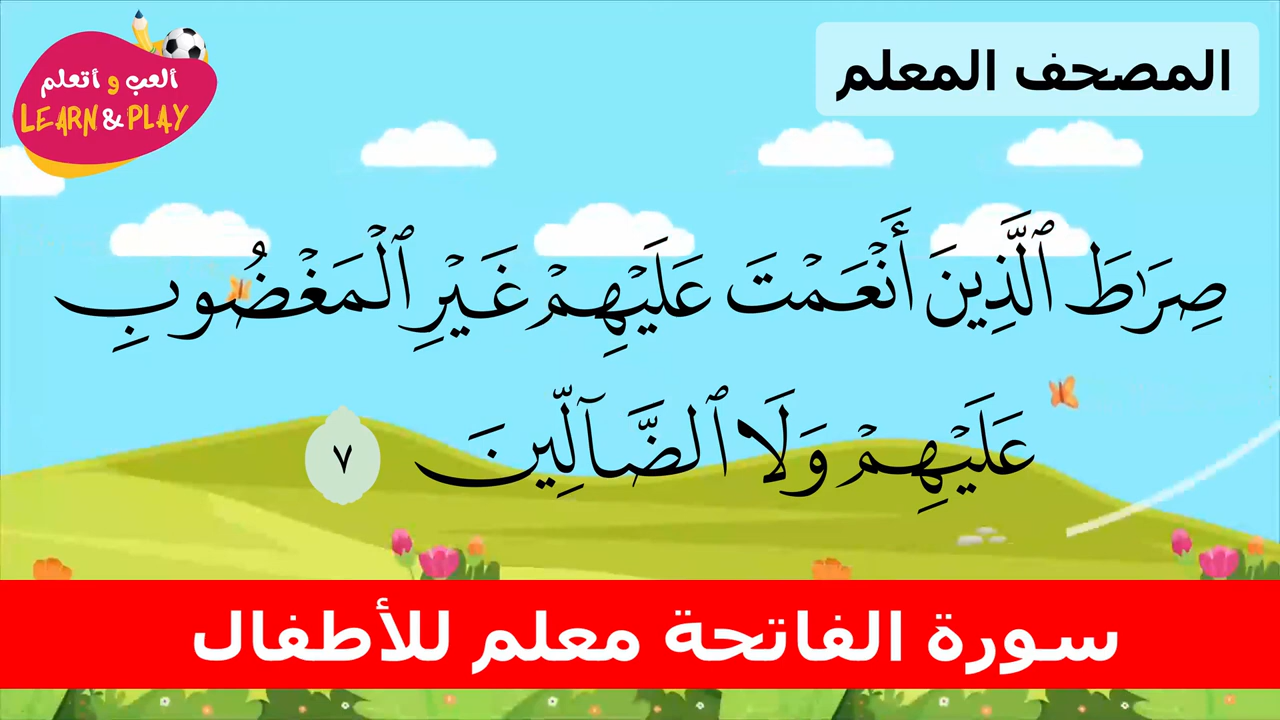 ألعب و أتعلم
LEARN & PLAY
المصحف المعلم
صِرَٰطَ ٱلَّذِينَ أَنْعَمْتَ عَلَيْهِمْ غَيْرِ ٱلْمَغْضُوبِ
عَلَيْهِمْ وَلَا ٱلضَّآلِّينَ ٧
سورة الفاتحة معلم للأطفال